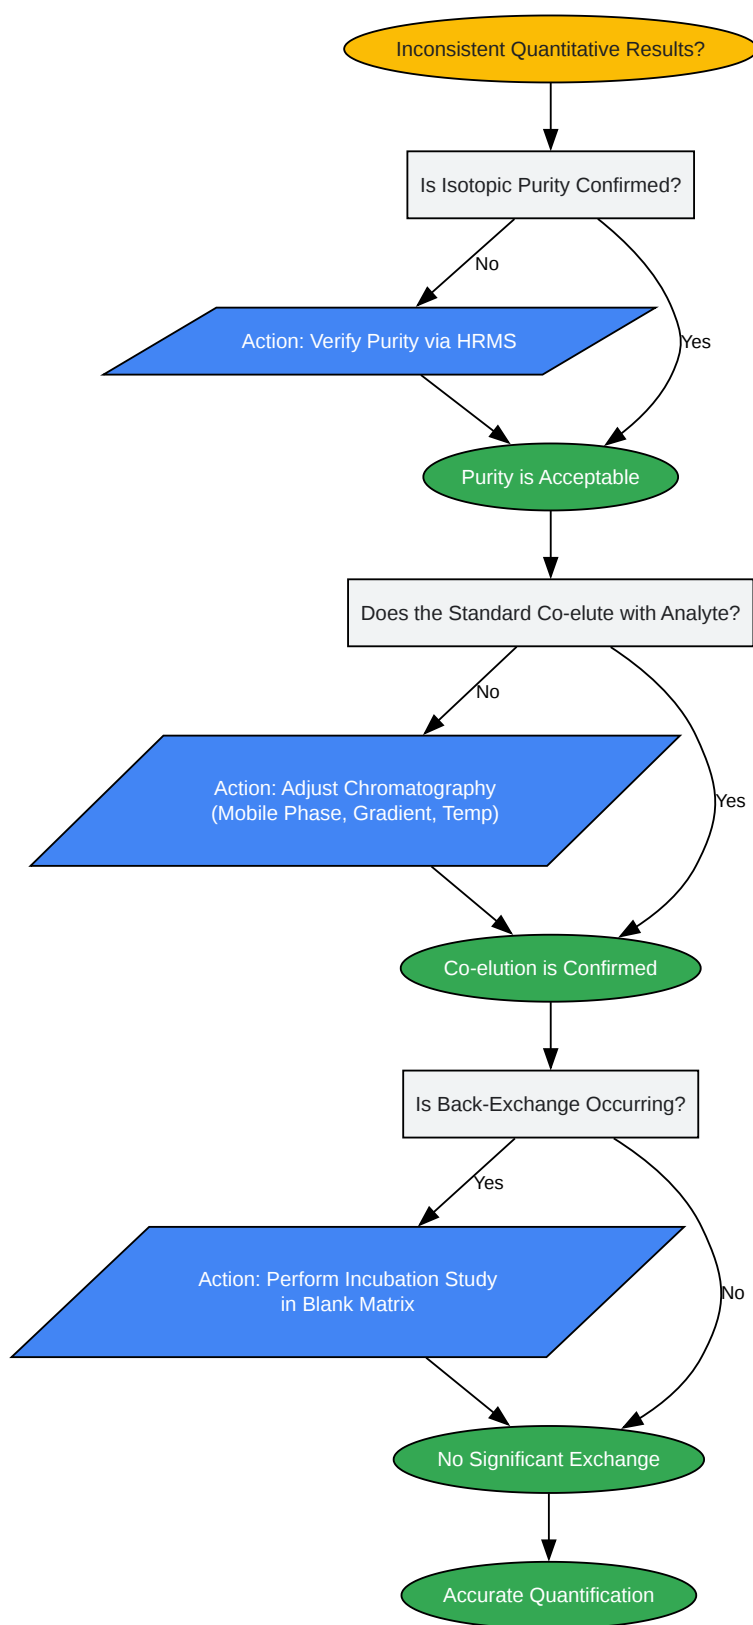 Inconsistent Quantitative Results?
Is Isotopic Purity Confirmed?
No
Action: Verify Purity via HRMS
Yes
Purity is Acceptable
Does the Standard Co-elute with Analyte?
No
Action: Adjust Chromatography
(Mobile Phase, Gradient, Temp)
Yes
Co-elution is Confirmed
Is Back-Exchange Occurring?
Yes
Action: Perform Incubation Study
in Blank Matrix
No
No Significant Exchange
Accurate Quantification